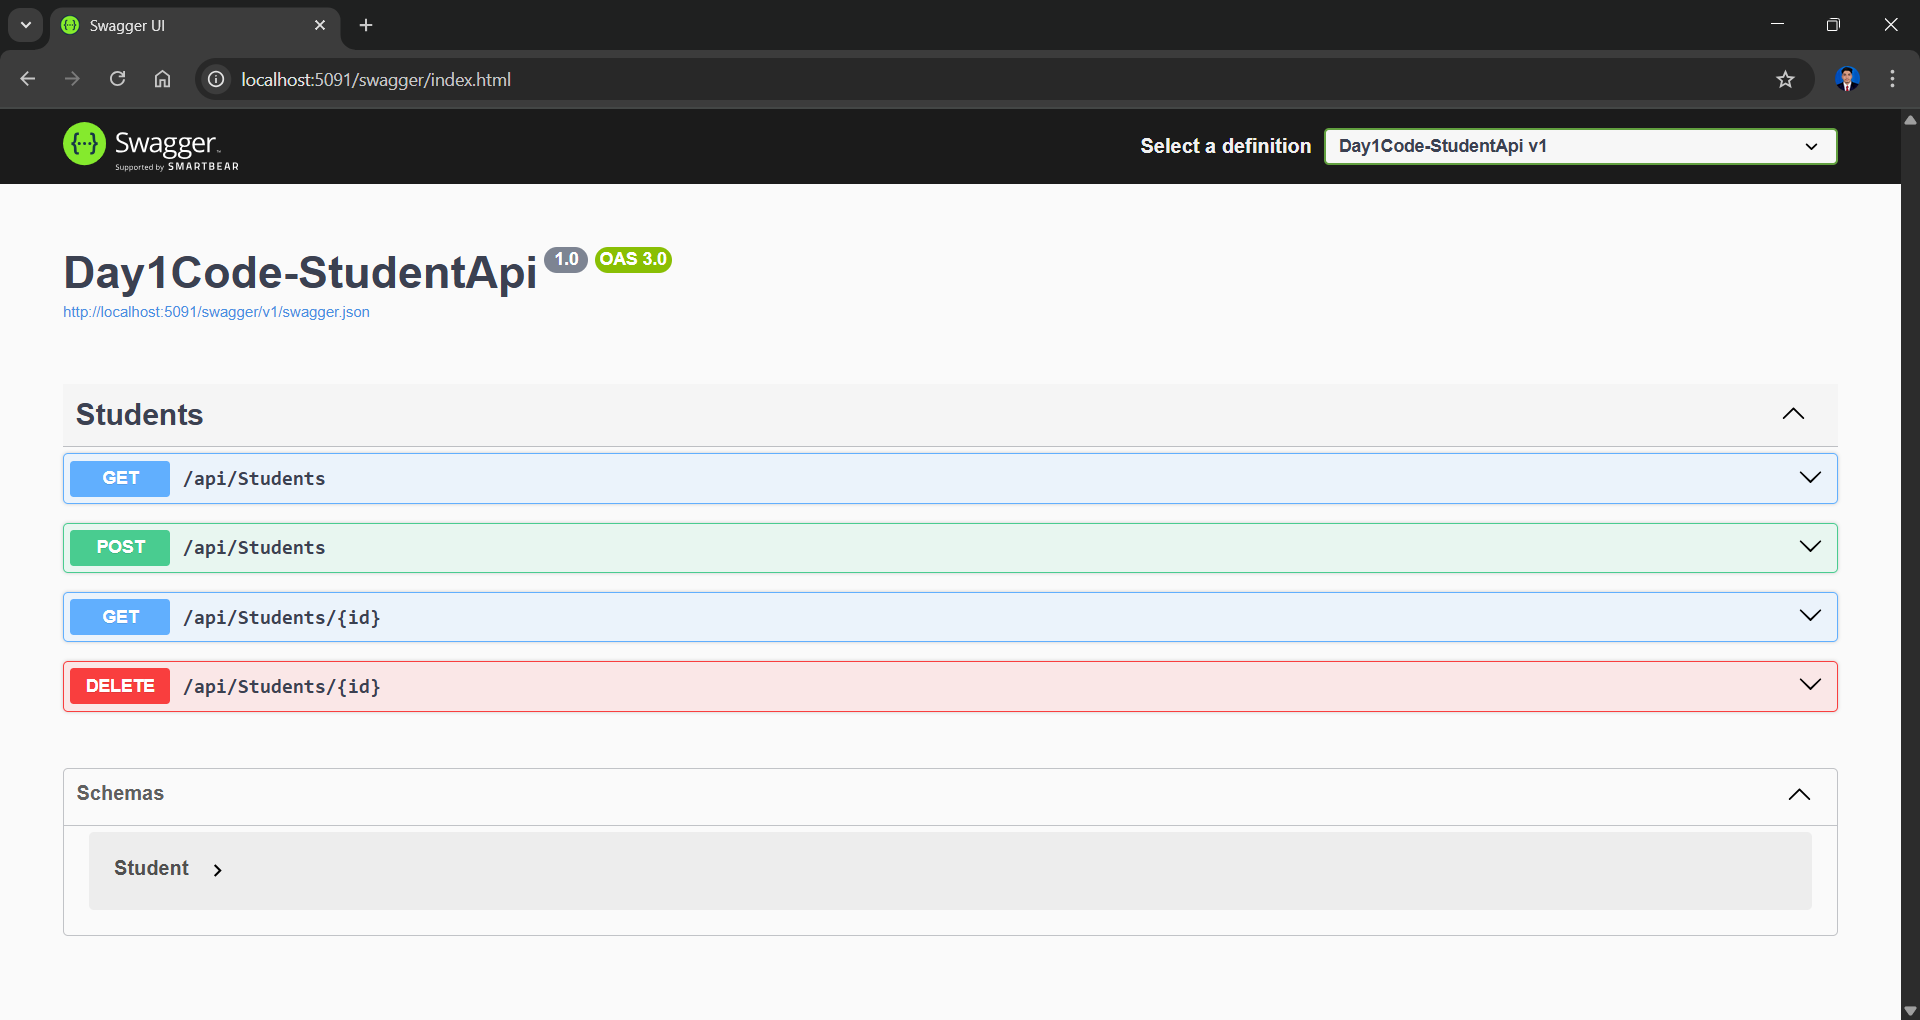 Swagger UI
localhost:5091/swagger/index.html
Swagger
Supported by SMARTBEAR
Select a definition
Day1Code-StudentApi v1
Day1Code-StudentApi 1.0 OAS 3.0
http://localhost:5091/swagger/v1/swagger.json
Students
GET /api/Students
POST /api/Students
GET /api/Students/{id}
DELETE /api/Students/{id}
Schemas
Student